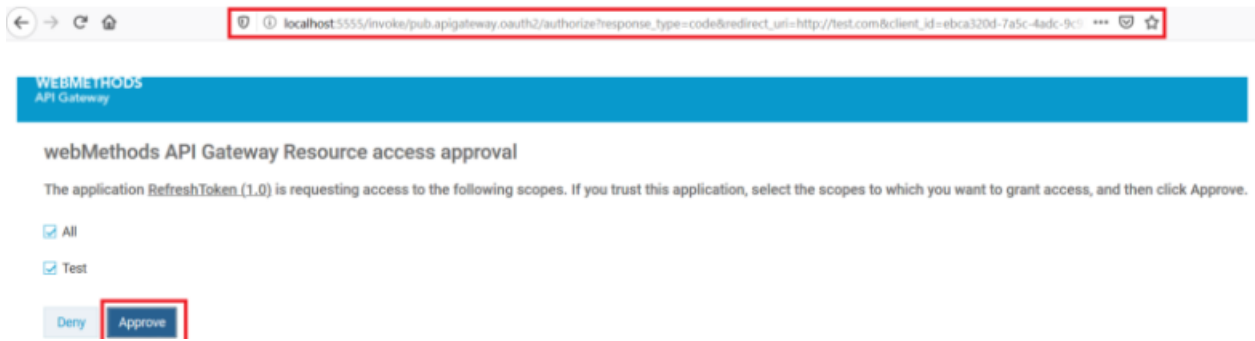 localhost:5555/invoke/pub.apigateway.oauth2/authorize?response_type=code&redirect_uri=http://test.com&client_id=ebca320d-7a5c-4adc-9c9
WEBMETHODS
API Gateway
webMethods API Gateway Resource access approval
The application RefreshToken (1.0) is requesting access to the following scopes. If you trust this application, select the scopes to which you want to grant access, and then click Approve.
All
Test
Deny Approve